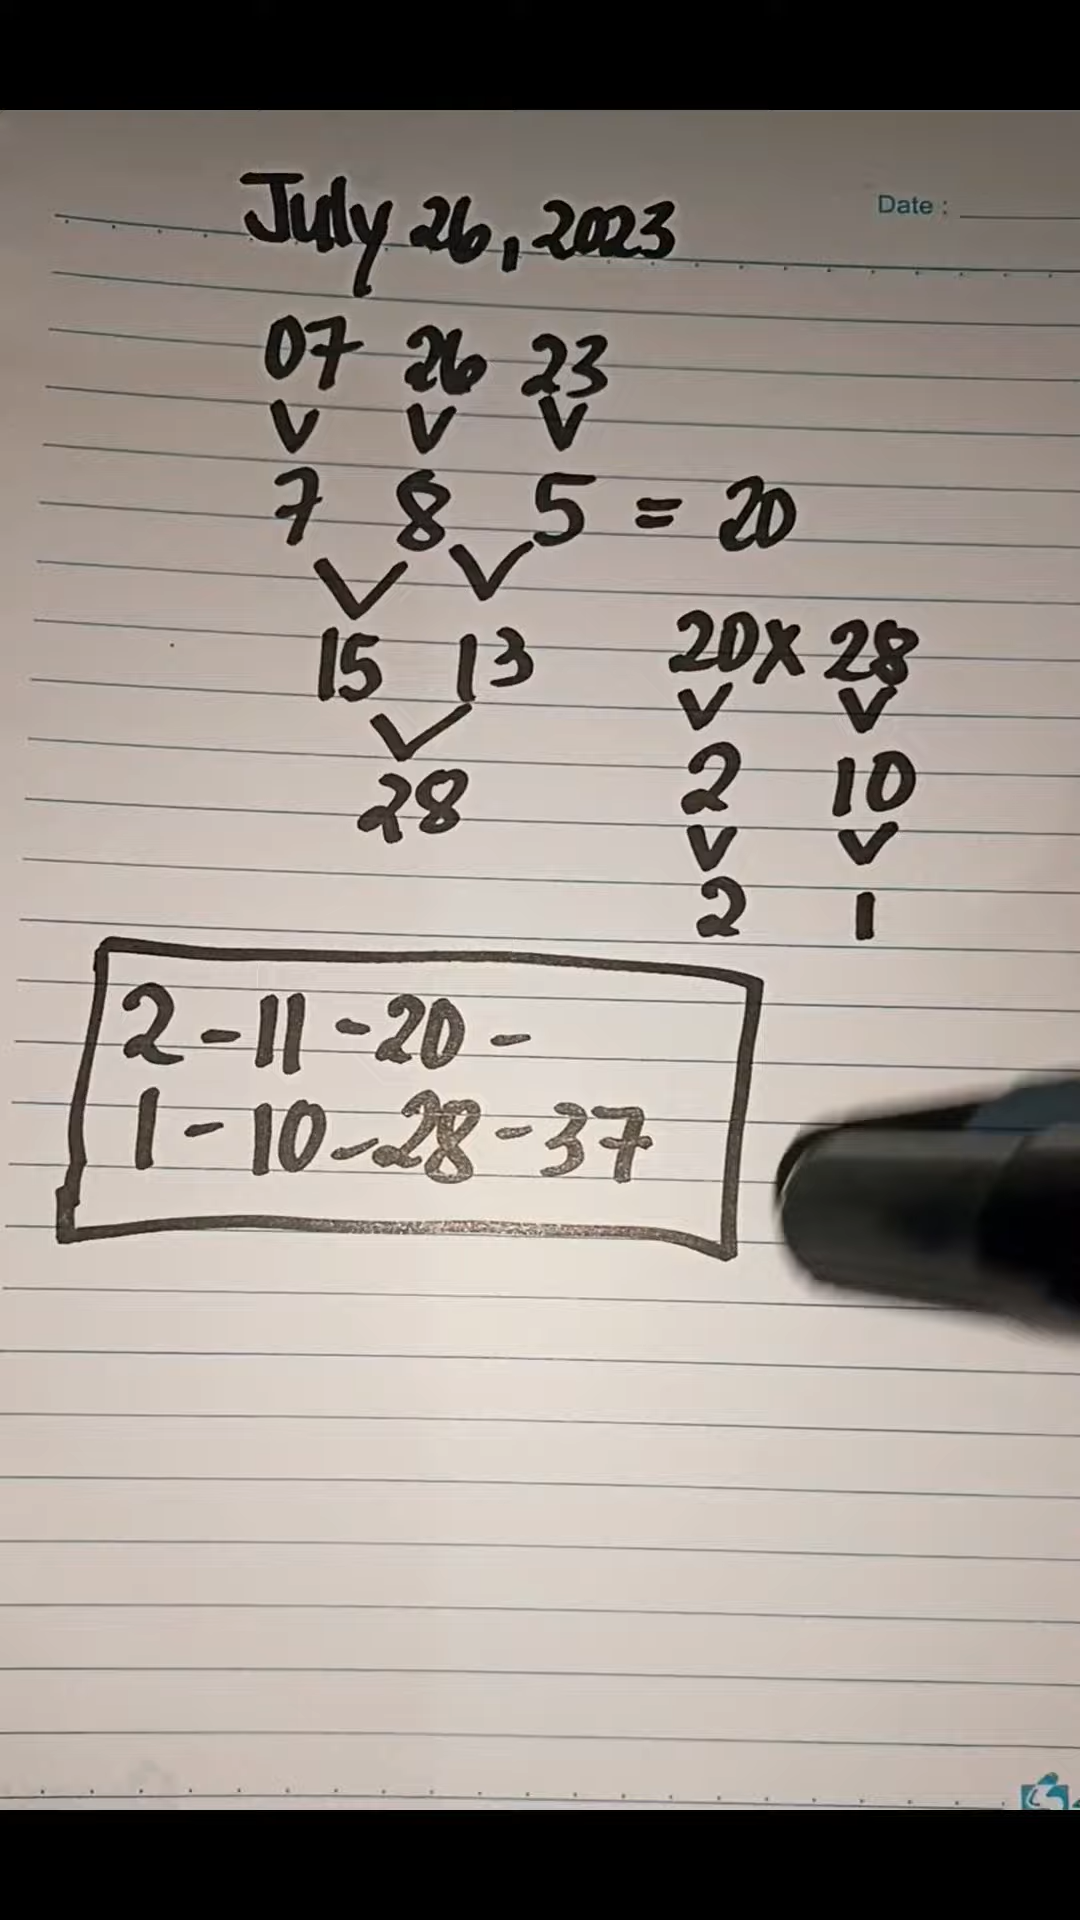 Date :
July 26, 2023
07 26 23
V V V
7 8 5 = 20
V V
15 13
20 x 28
V
V V
28
2 10
V V
2 1
2 - 11 - 20 -
1 - 10 - 28 - 37